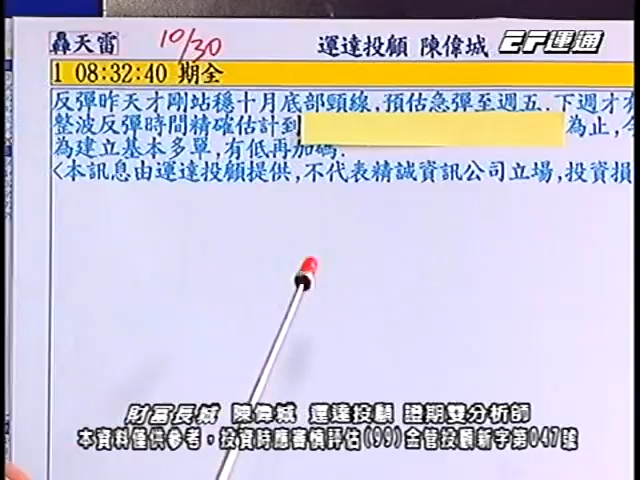 轟天雷 10/30 運達投顧 陳偉城 EF運通
1 08:32:40 期全
反彈昨天才剛站穩十月底部頸線,預估急彈至週五,下週才
整波反彈時間精確估計到 為止,
為建立基本多單,有低再加碼.
<本訊息由運達投顧提供,不代表精誠資訊公司立場,投資損
財富長城 陳偉城 運達投顧 證期雙分析師
本資料僅供參考,投資時應審慎評估(99)金管投顧新字第047號